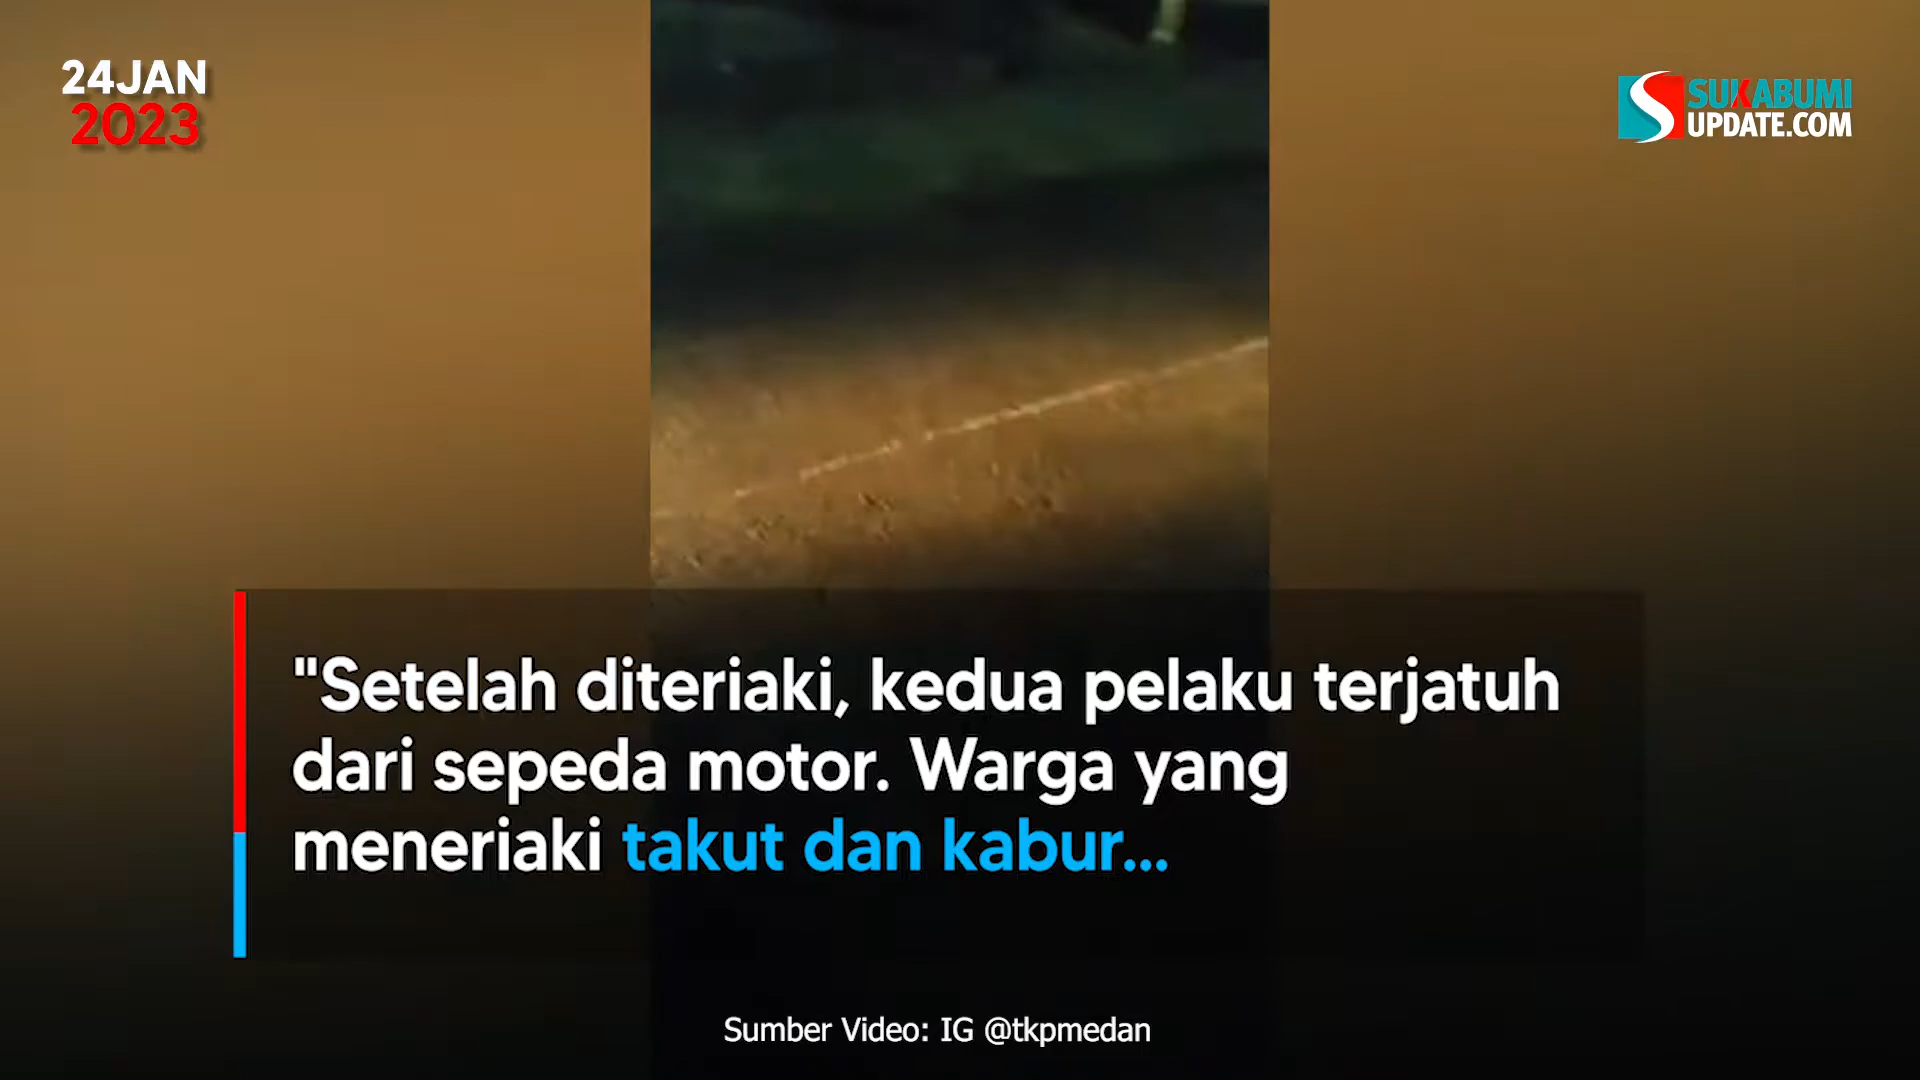 24JAN
2023
SUKABUMI
UPDATE.COM
"Setelah diteriaki, kedua pelaku terjatuh
dari sepeda motor. Warga yang
meneriaki takut dan kabur...
Sumber Video: IG @tkpmedan